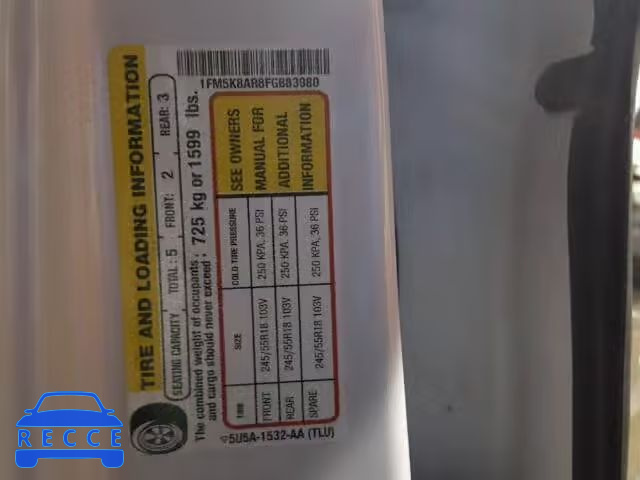 1FM5K8AR8FGB83980
TIRE AND LOADING INFORMATION
SEATING CAPACITY TOTAL: 5 FRONT: 2 REAR: 3
The combined weight of occupants
and cargo should never exceed: 725 kg or 1599 lbs.
TIRE SIZE COLD TIRE PRESSURE
FRONT 245/55R18 103V 250 KPA, 36 PSI
REAR 245/55R18 103V 250 KPA, 36 PSI
SPARE 245/55R18 103V 250 KPA, 36 PSI
SEE OWNERS
MANUAL FOR
ADDITIONAL
INFORMATION
5U5A-1532-AA (TLU)
RECCE